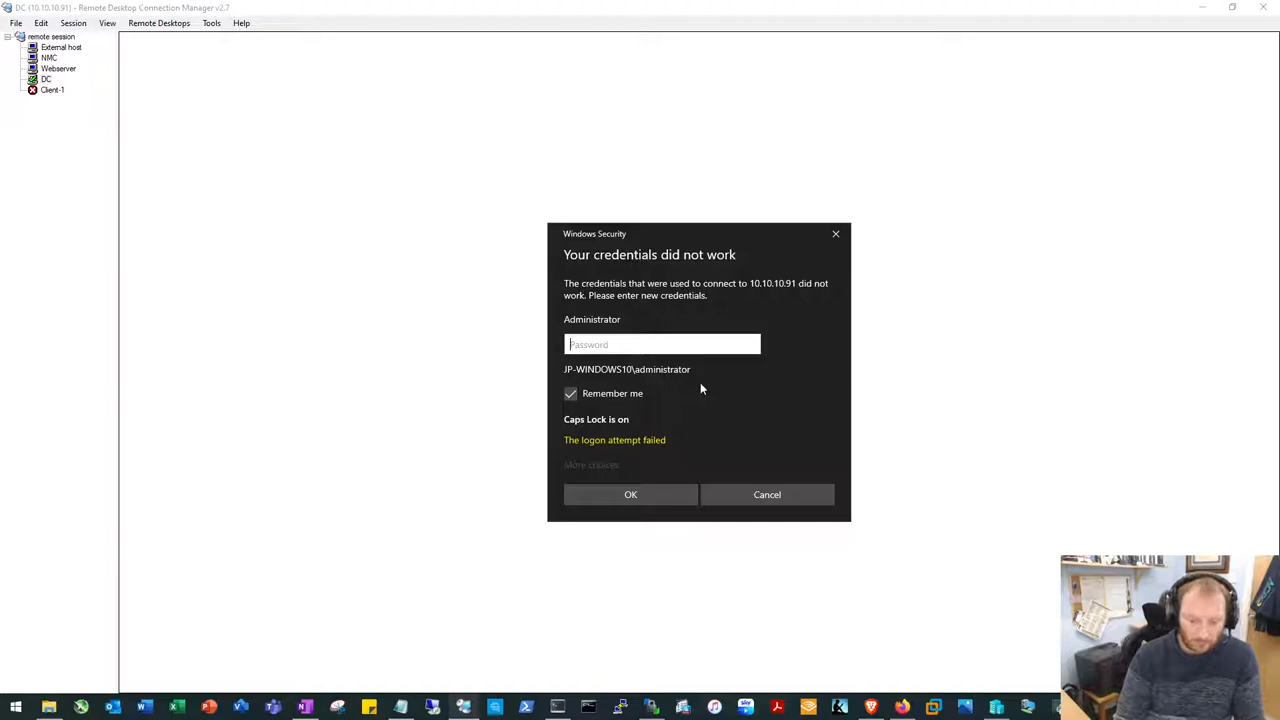 DC (10.10.10.91) - Remote Desktop Connection Manager v2.7
File Edit Session View Remote Desktops Tools Help
remote session
External host
NMC
Webserver
DC
Client-1
Windows Security
Your credentials did not work
The credentials that were used to connect to 10.10.10.91 did not
work. Please enter new credentials.
Administrator
Password
JP-WINDOWS10\administrator
Remember me
Caps Lock is on
The logon attempt failed
More choices
OK Cancel
sky